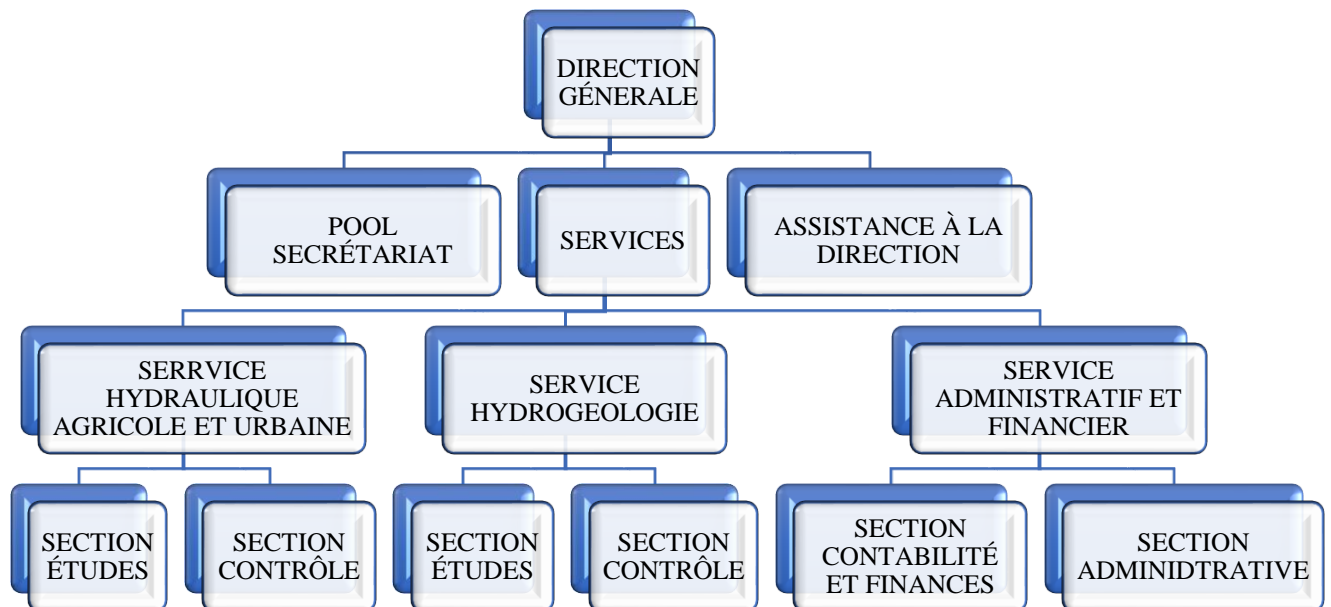 DIRECTION
GÉNERALE
POOL
SECRÉTARIAT
SERVICES
ASSISTANCE À LA
DIRECTION
SERRVICE
HYDRAULIQUE
AGRICOLE ET URBAINE
SERVICE
HYDROGEOLOGIE
SERVICE
ADMINISTRATIF ET
FINANCIER
SECTION
ÉTUDES
SECTION
CONTRÔLE
SECTION
ÉTUDES
SECTION
CONTRÔLE
SECTION
CONTABILITÉ
ET FINANCES
SECTION
ADMINIDTRATIVE